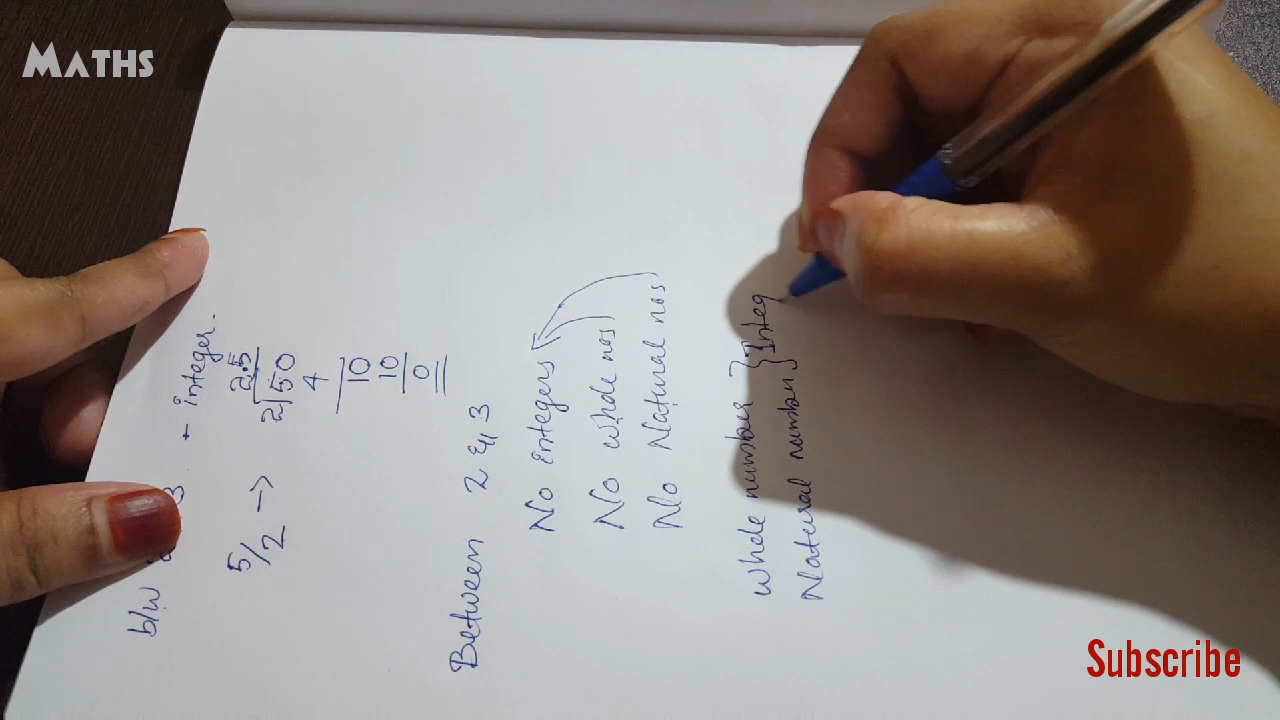 MATHS
b/w 3 - integer.
5/2 →
2.5
2 50
4
10
10
0
Between 2 & 3
No integers
No whole nos
No Natural nos
Whole number } Integ
Natural number }
Subscribe